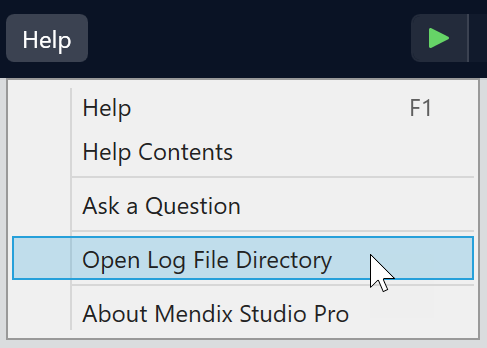 Help
Help F1
Help Contents
Ask a Question
Open Log File Directory
About Mendix Studio Pro